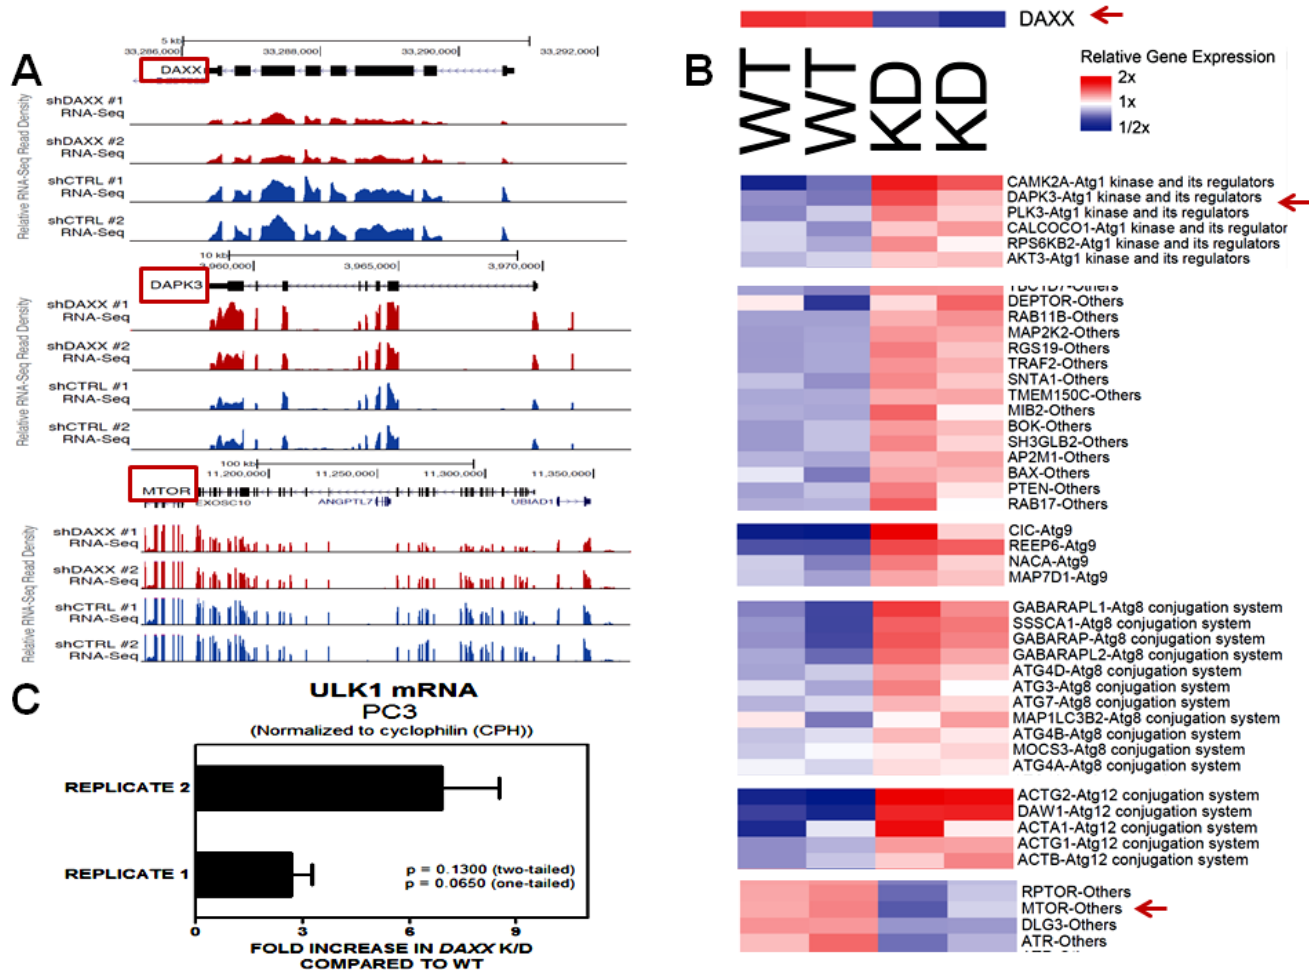 A
5 kb
33,286,000
33,288,000
33,290,000
33,292,000
DAXX
Relative RNA-Seq Read Density
shDAXX #1
RNA-Seq
shDAXX #2
RNA-Seq
shCTRL #1
RNA-Seq
shCTRL #2
RNA-Seq
10 kb
3,960,000
3,965,000
3,970,000
DAPK3
Relative RNA-Seq Read Density
shDAXX #1
RNA-Seq
shDAXX #2
RNA-Seq
shCTRL #1
RNA-Seq
shCTRL #2
RNA-Seq
100 kb
11,200,000
11,250,000
11,300,000
11,350,000
MTOR
EXOSC10
ANGPTL7
UBIAD1
Relative RNA-Seq Read Density
shDAXX #1
RNA-Seq
shDAXX #2
RNA-Seq
shCTRL #1
RNA-Seq
shCTRL #2
RNA-Seq
B
DAXX
WT
WT
KD
KD
Relative Gene Expression
2x
1x
1/2x
CAMK2A-Atg1 kinase and its regulators
DAPK3-Atg1 kinase and its regulators
PLK3-Atg1 kinase and its regulators
CALCOCO1-Atg1 kinase and its regulator
RPS6KB2-Atg1 kinase and its regulators
AKT3-Atg1 kinase and its regulators
TBC1D7-Others
DEPTOR-Others
RAB11B-Others
MAP2K2-Others
RGS19-Others
TRAF2-Others
SNTA1-Others
TMEM150C-Others
MIB2-Others
BOK-Others
SH3GLB2-Others
AP2M1-Others
BAX-Others
PTEN-Others
RAB17-Others
CIC-Atg9
REEP6-Atg9
NACA-Atg9
MAP7D1-Atg9
GABARAPL1-Atg8 conjugation system
SSSCA1-Atg8 conjugation system
GABARAP-Atg8 conjugation system
GABARAPL2-Atg8 conjugation system
ATG4D-Atg8 conjugation system
ATG3-Atg8 conjugation system
ATG7-Atg8 conjugation system
MAP1LC3B2-Atg8 conjugation system
ATG4B-Atg8 conjugation system
MOCS3-Atg8 conjugation system
ATG4A-Atg8 conjugation system
ACTG2-Atg12 conjugation system
DAW1-Atg12 conjugation system
ACTA1-Atg12 conjugation system
ACTG1-Atg12 conjugation system
ACTB-Atg12 conjugation system
RPTOR-Others
MTOR-Others
DLG3-Others
ATR-Others
C
ULK1 mRNA
PC3
(Normalized to cyclophilin (CPH))
REPLICATE 2
REPLICATE 1
p = 0.1300 (two-tailed)
p = 0.0650 (one-tailed)
0
3
6
9
FOLD INCREASE IN DAXX K/D
COMPARED TO WT